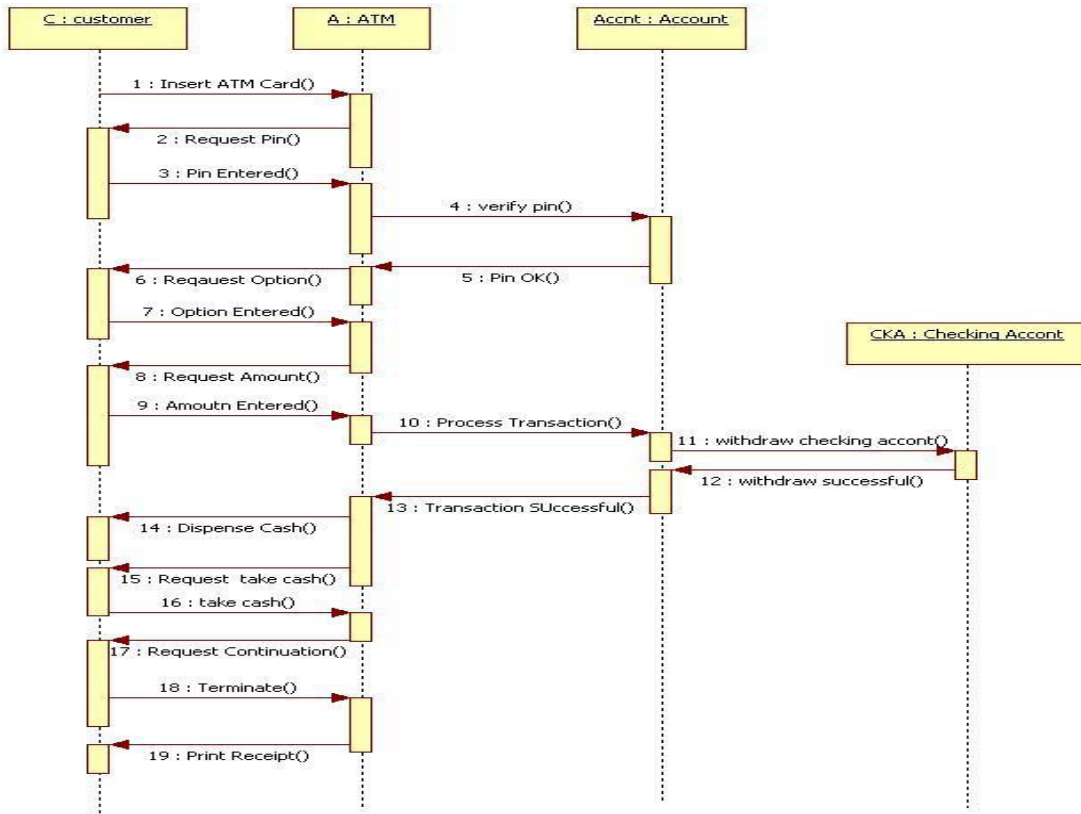 C : customer
A : ATM
Accnt : Account
1 : Insert ATM Card()
2 : Request Pin()
3 : Pin Entered()
4 : verify pin()
5 : Pin OK()
6 : Reqauest Option()
7 : Option Entered()
CKA : Checking Accont
8 : Request Amount()
9 : Amoutn Entered()
10 : Process Transaction()
11 : withdraw checking accont()
12 : withdraw successful()
13 : Transaction SUccessful()
14 : Dispense Cash()
15 : Request take cash()
16 : take cash()
17 : Request Continuation()
18 : Terminate()
19 : Print Receipt()